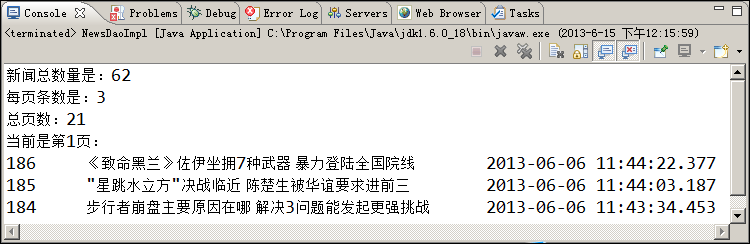 Console Problems Debug Error Log Servers Web Browser Tasks
<terminated> NewsDaoImpl [Java Application] C:\Program Files\Java\jdk1.6.0_18\bin\javaw.exe (2013-6-15 下午12:15:59)
新闻总数量是：62
每页条数是：3
总页数：21
当前是第1页：
186 《致命黑兰》佐伊坐拥7种武器 暴力登陆全国院线 2013-06-06 11:44:22.377
185 "星跳水立方"决战临近 陈楚生被华谊要求进前三 2013-06-06 11:44:03.187
184 步行者崩盘主要原因在哪 解决3问题能发起更强挑战 2013-06-06 11:43:34.453